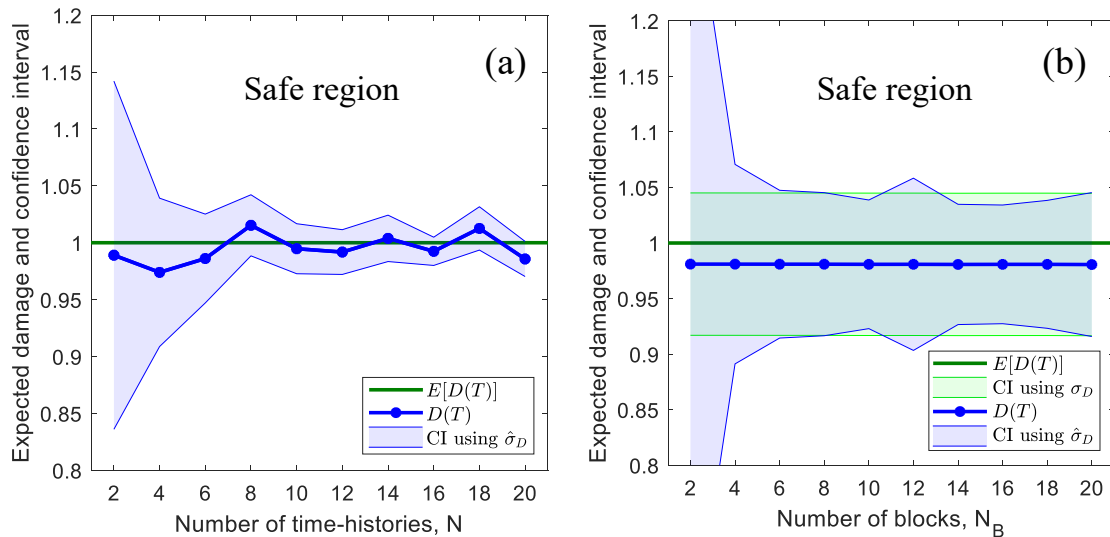 (a)
Safe region
Expected damage and confidence interval
1.2
1.15
1.1
1.05
1
0.95
0.9
0.85
0.8
E[D(T)]
D(T)
CI using σ̂_D
2 4 6 8 10 12 14 16 18 20
Number of time-histories, N
(b)
Safe region
Expected damage and confidence interval
1.2
1.15
1.1
1.05
1
0.95
0.9
0.85
0.8
E[D(T)]
CI using σ_D
D(T)
CI using σ̂_D
2 4 6 8 10 12 14 16 18 20
Number of blocks, N_B